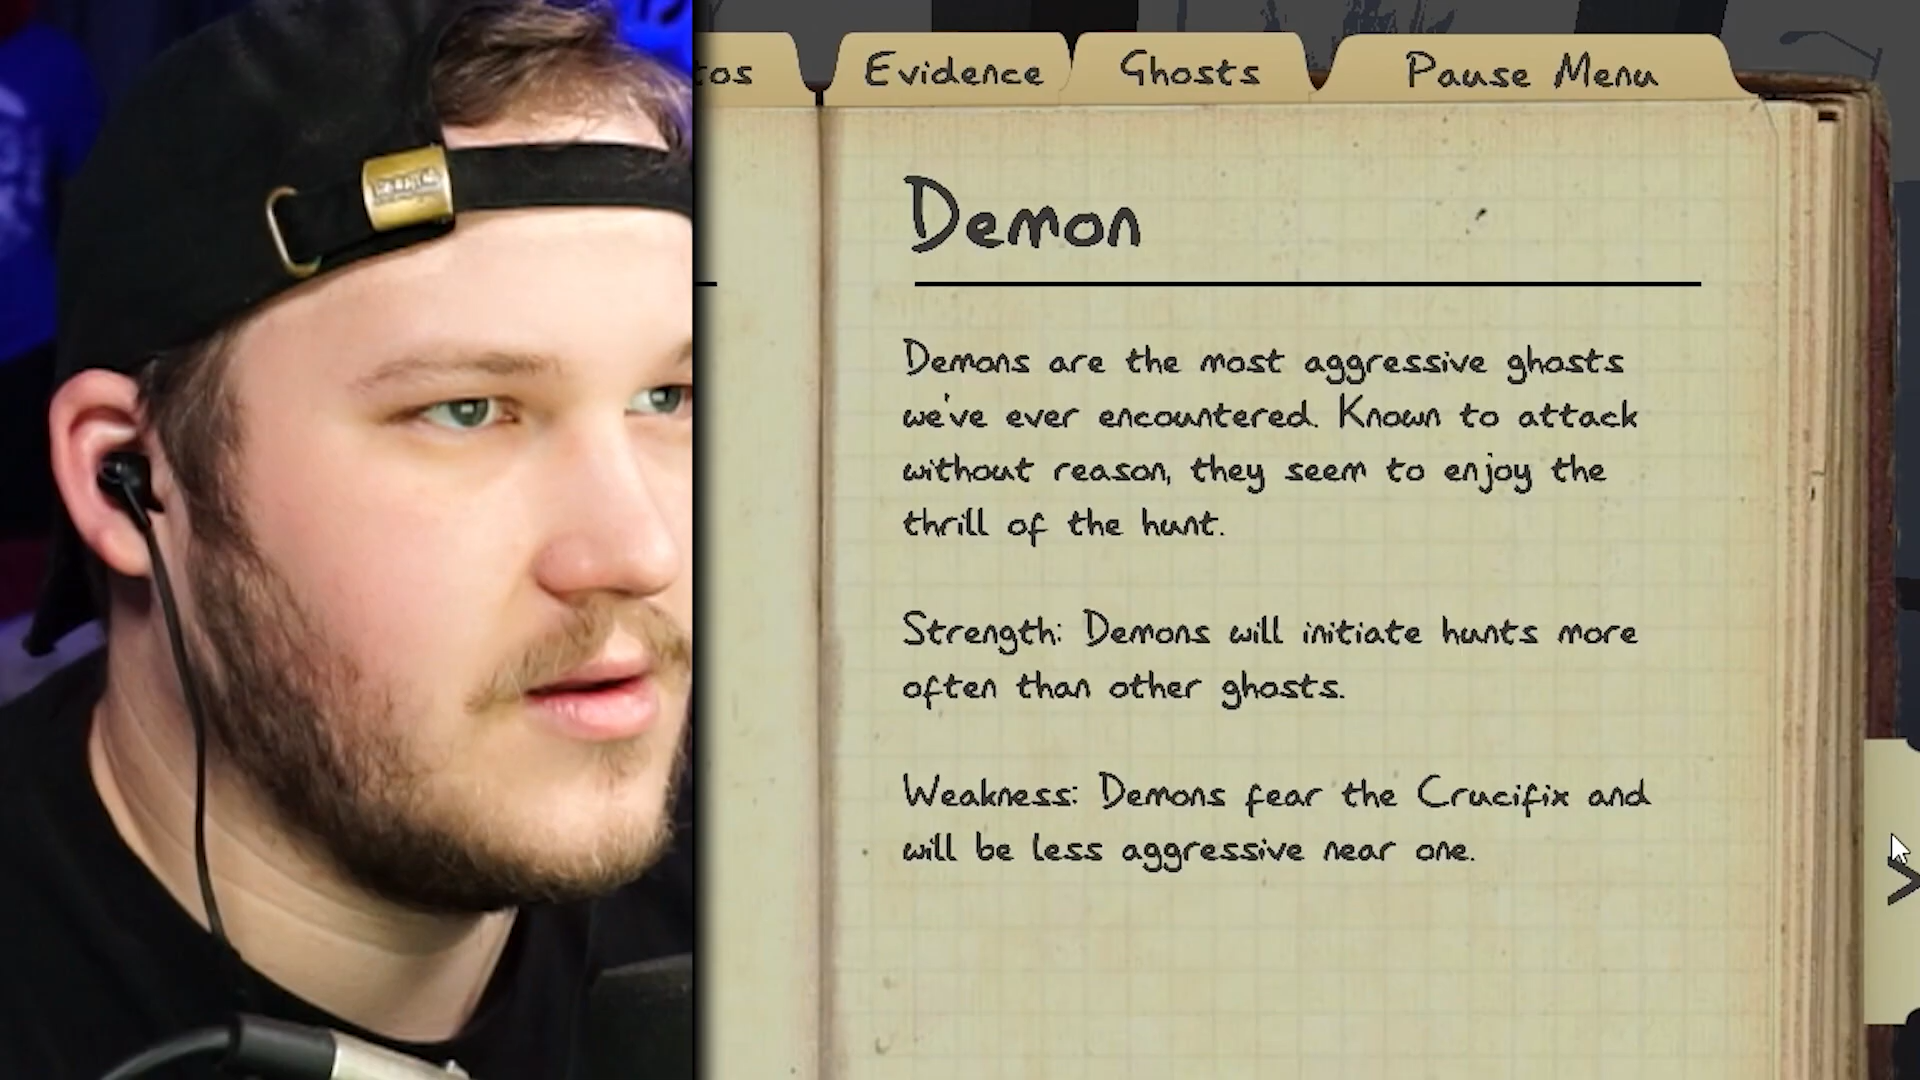 tos
Evidence
Ghosts
Pause Menu
Demon
Demons are the most aggressive ghosts
we've ever encountered. Known to attack
without reason, they seem to enjoy the
thrill of the hunt.
Strength: Demons will initiate hunts more
often than other ghosts.
Weakness: Demons fear the Crucifix and
will be less aggressive near one.
>